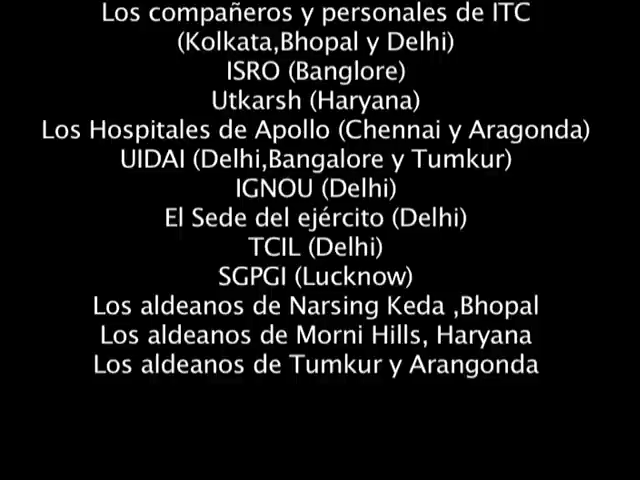 Los compañeros y personales de ITC
(Kolkata,Bhopal y Delhi)
ISRO (Banglore)
Utkarsh (Haryana)
Los Hospitales de Apollo (Chennai y Aragonda)
UIDAI (Delhi,Bangalore y Tumkur)
IGNOU (Delhi)
El Sede del ejército (Delhi)
TCIL (Delhi)
SGPGI (Lucknow)
Los aldeanos de Narsing Keda ,Bhopal
Los aldeanos de Morni Hills, Haryana
Los aldeanos de Tumkur y Arangonda